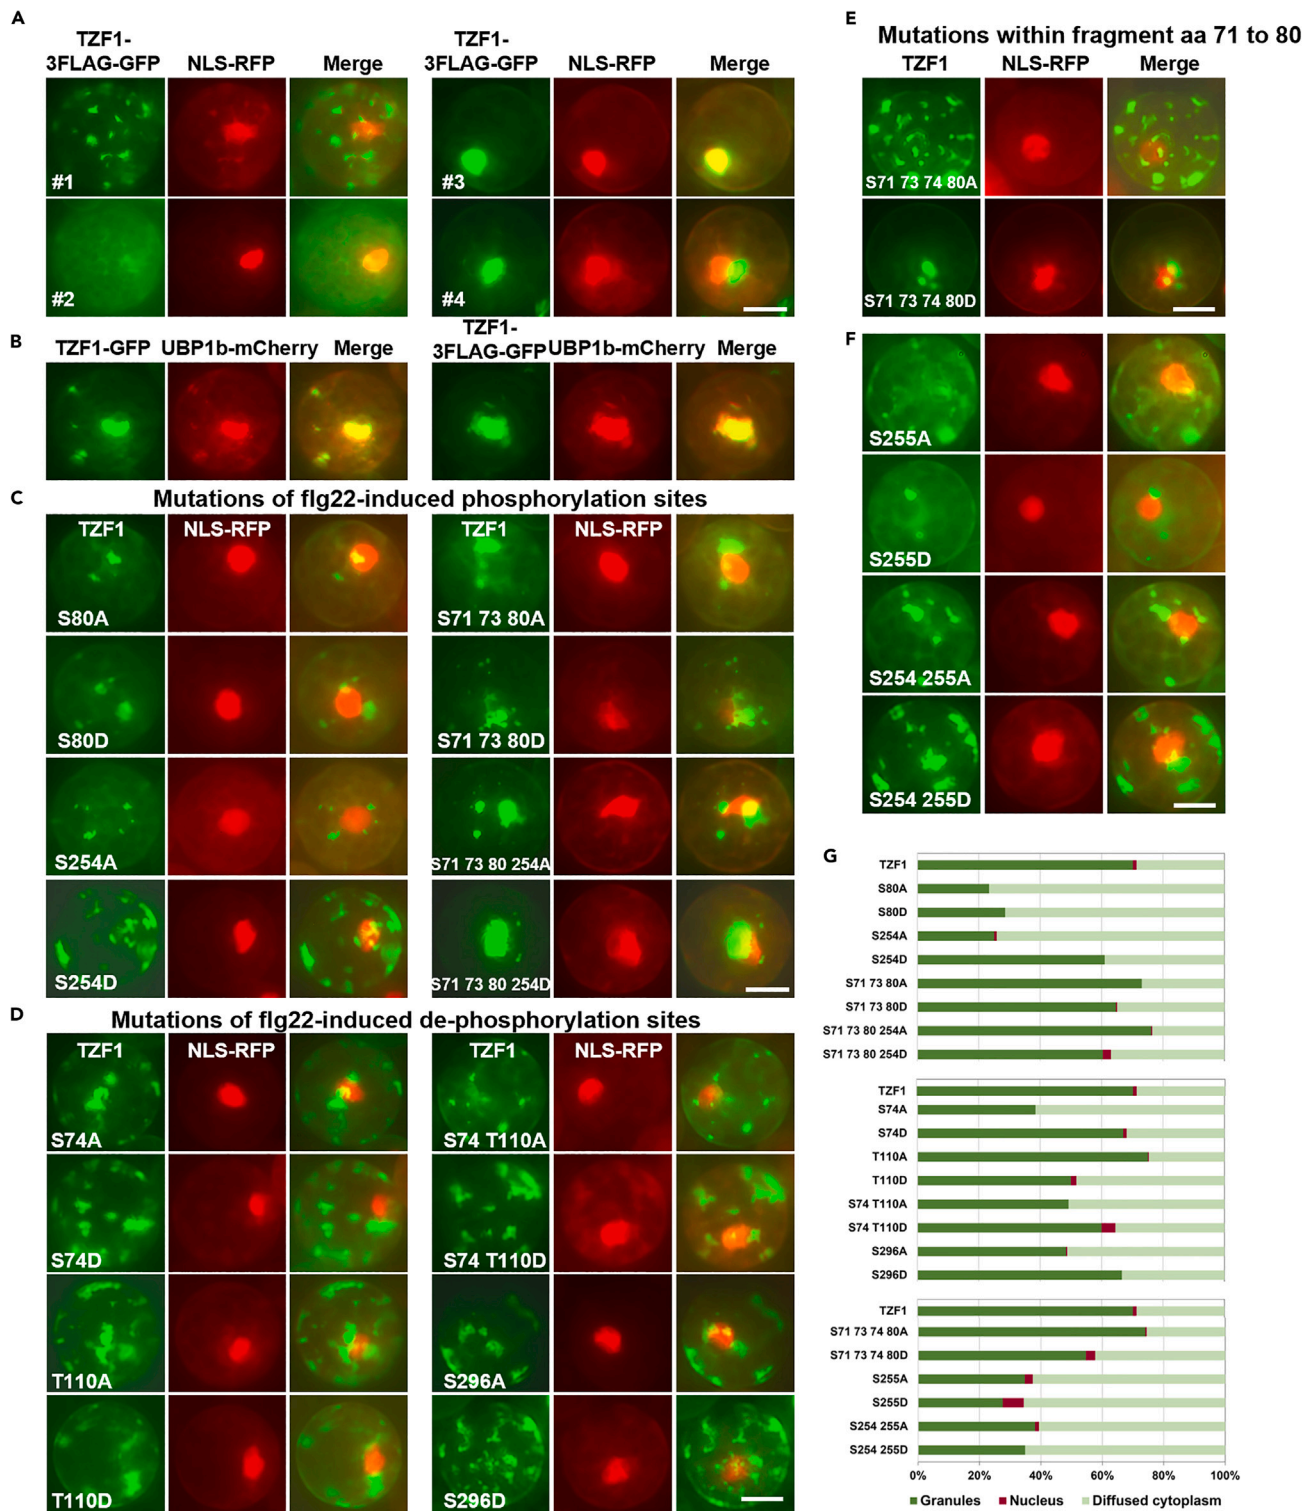 A
TZF1-
3FLAG-GFP NLS-RFP Merge
TZF1-
3FLAG-GFP NLS-RFP Merge
#1
#3
#2
#4
B
TZF1-GFP UBP1b-mCherry Merge
TZF1-
3FLAG-GFP UBP1b-mCherry Merge
C
Mutations of flg22-induced phosphorylation sites
TZF1 NLS-RFP
TZF1 NLS-RFP
S80A
S71 73 80A
S80D
S71 73 80D
S254A
S71 73 80 254A
S254D
S71 73 80 254D
D
Mutations of flg22-induced de-phosphorylation sites
TZF1 NLS-RFP
TZF1 NLS-RFP
S74A
S74 T110A
S74D
S74 T110D
T110A
S296A
T110D
S296D
E
Mutations within fragment aa 71 to 80
TZF1 NLS-RFP Merge
S71 73 74 80A
S71 73 74 80D
F
S255A
S255D
S254 255A
S254 255D
G
TZF1
S80A
S80D
S254A
S254D
S71 73 80A
S71 73 80D
S71 73 80 254A
S71 73 80 254D
TZF1
S74A
S74D
T110A
T110D
S74 T110A
S74 T110D
S296A
S296D
TZF1
S71 73 74 80A
S71 73 74 80D
S255A
S255D
S254 255A
S254 255D
0% 20% 40% 60% 80% 100%
Granules Nucleus Diffused cytoplasm